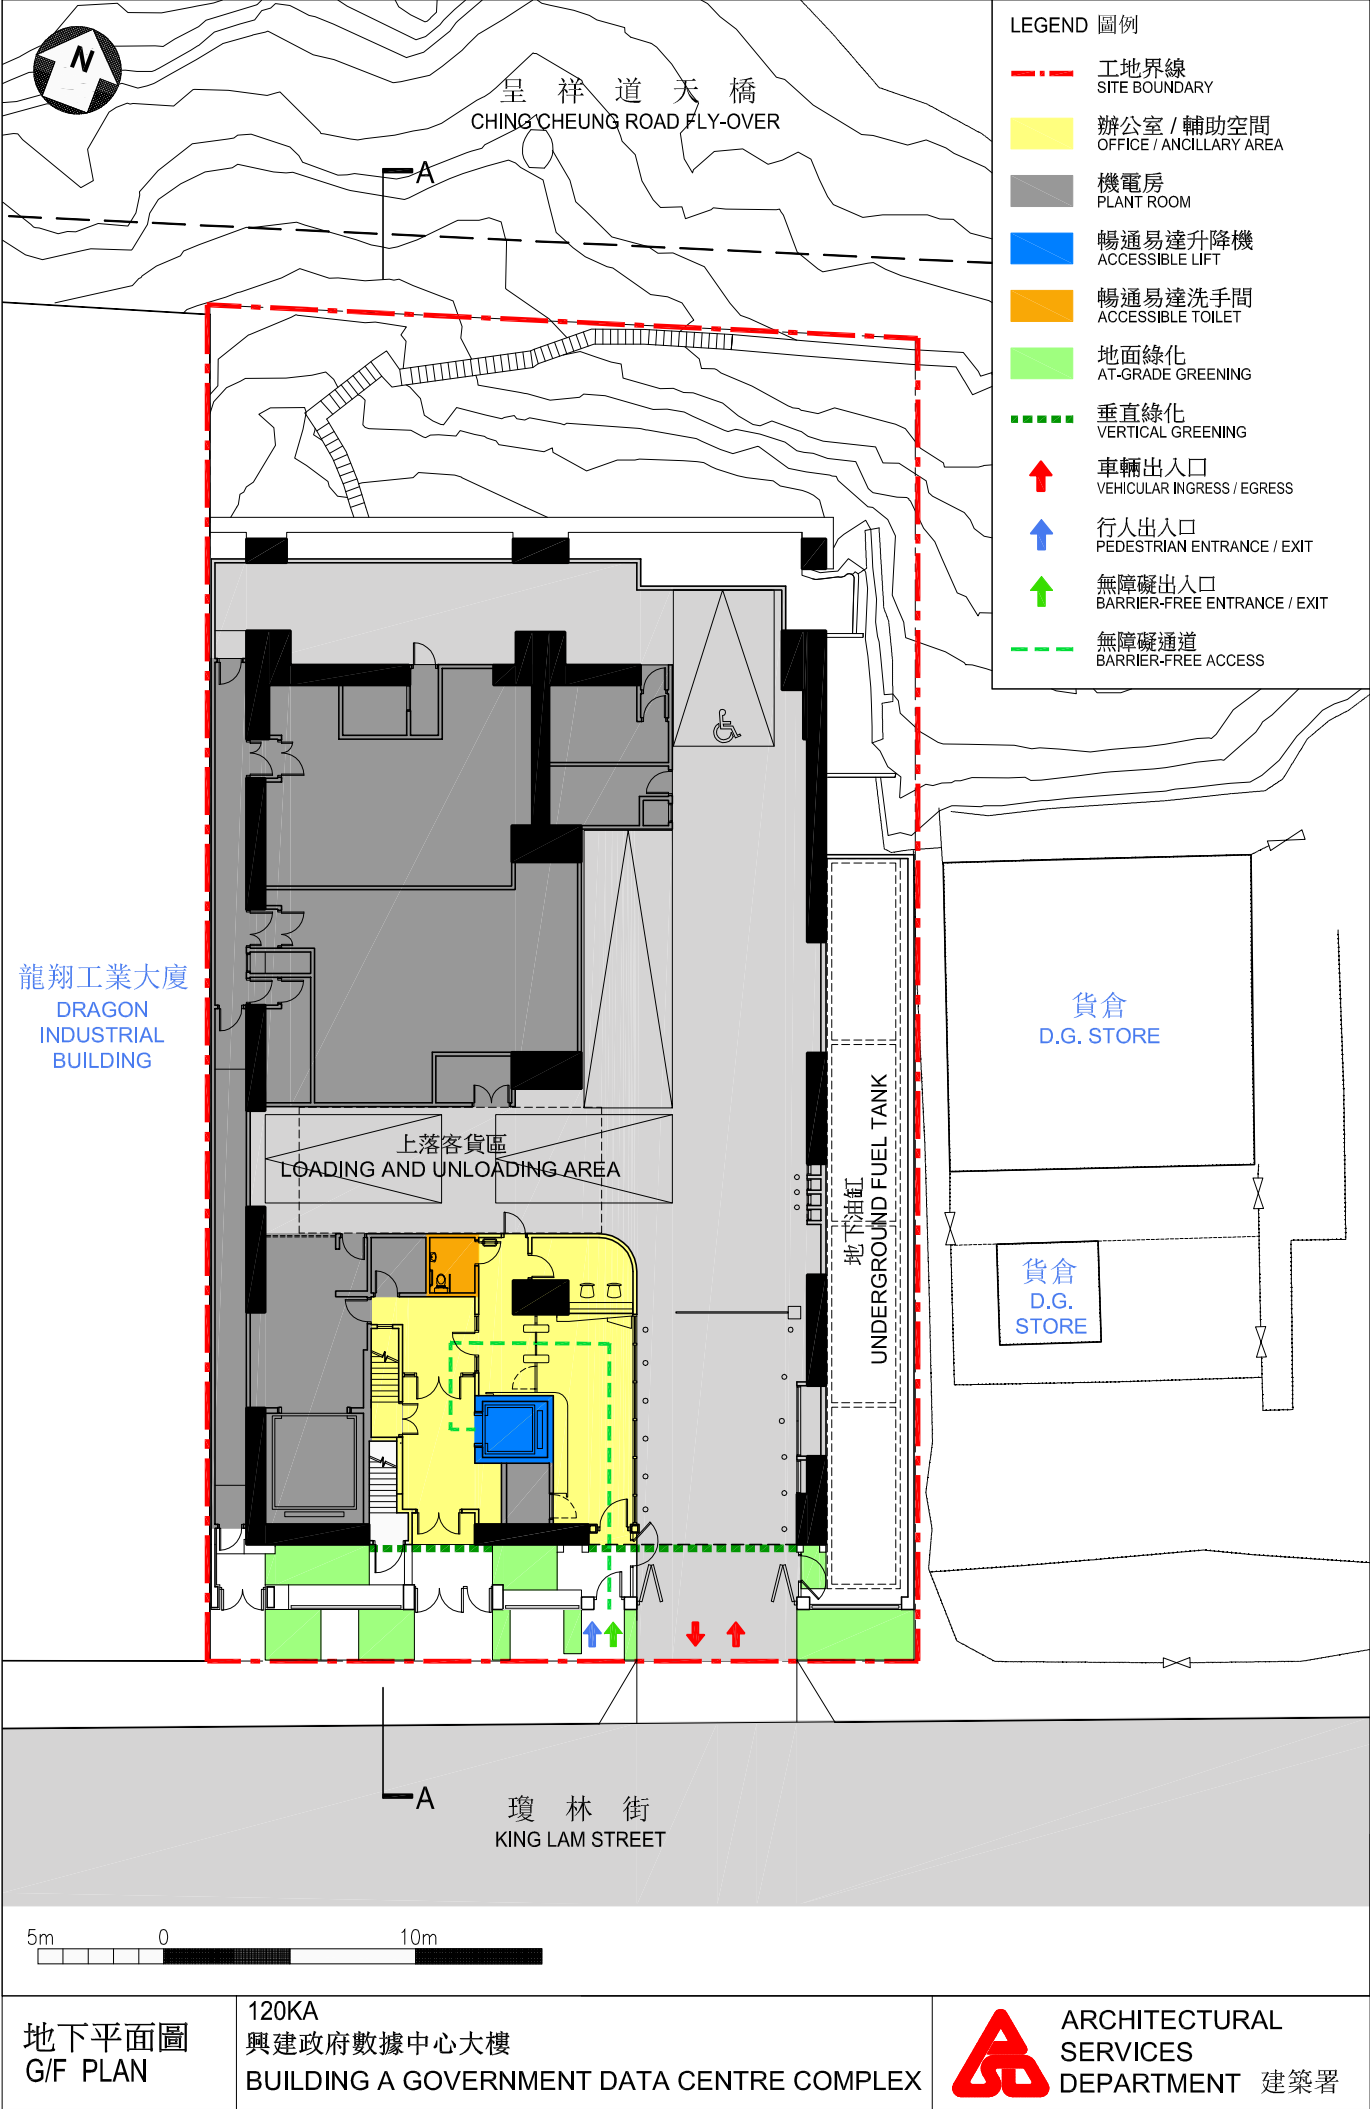 N
呈祥道天橋
CHING CHEUNG ROAD FLY-OVER
A
LEGEND 圖例
工地界線
SITE BOUNDARY
辦公室 / 輔助空間
OFFICE / ANCILLARY AREA
機電房
PLANT ROOM
暢通易達升降機
ACCESSIBLE LIFT
暢通易達洗手間
ACCESSIBLE TOILET
地面綠化
AT-GRADE GREENING
垂直綠化
VERTICAL GREENING
車輛出入口
VEHICULAR INGRESS / EGRESS
行人出入口
PEDESTRIAN ENTRANCE / EXIT
無障礙出入口
BARRIER-FREE ENTRANCE / EXIT
無障礙通道
BARRIER-FREE ACCESS
龍翔工業大廈
DRAGON
INDUSTRIAL
BUILDING
貨倉
D.G. STORE
上落客貨區
LOADING AND UNLOADING AREA
地下油缸
UNDERGROUND FUEL TANK
貨倉
D.G.
STORE
A
瓊林街
KING LAM STREET
5m 0 10m
地下平面圖
G/F PLAN
120KA
興建政府數據中心大樓
BUILDING A GOVERNMENT DATA CENTRE COMPLEX
ARCHITECTURAL
SERVICES
DEPARTMENT 建築署